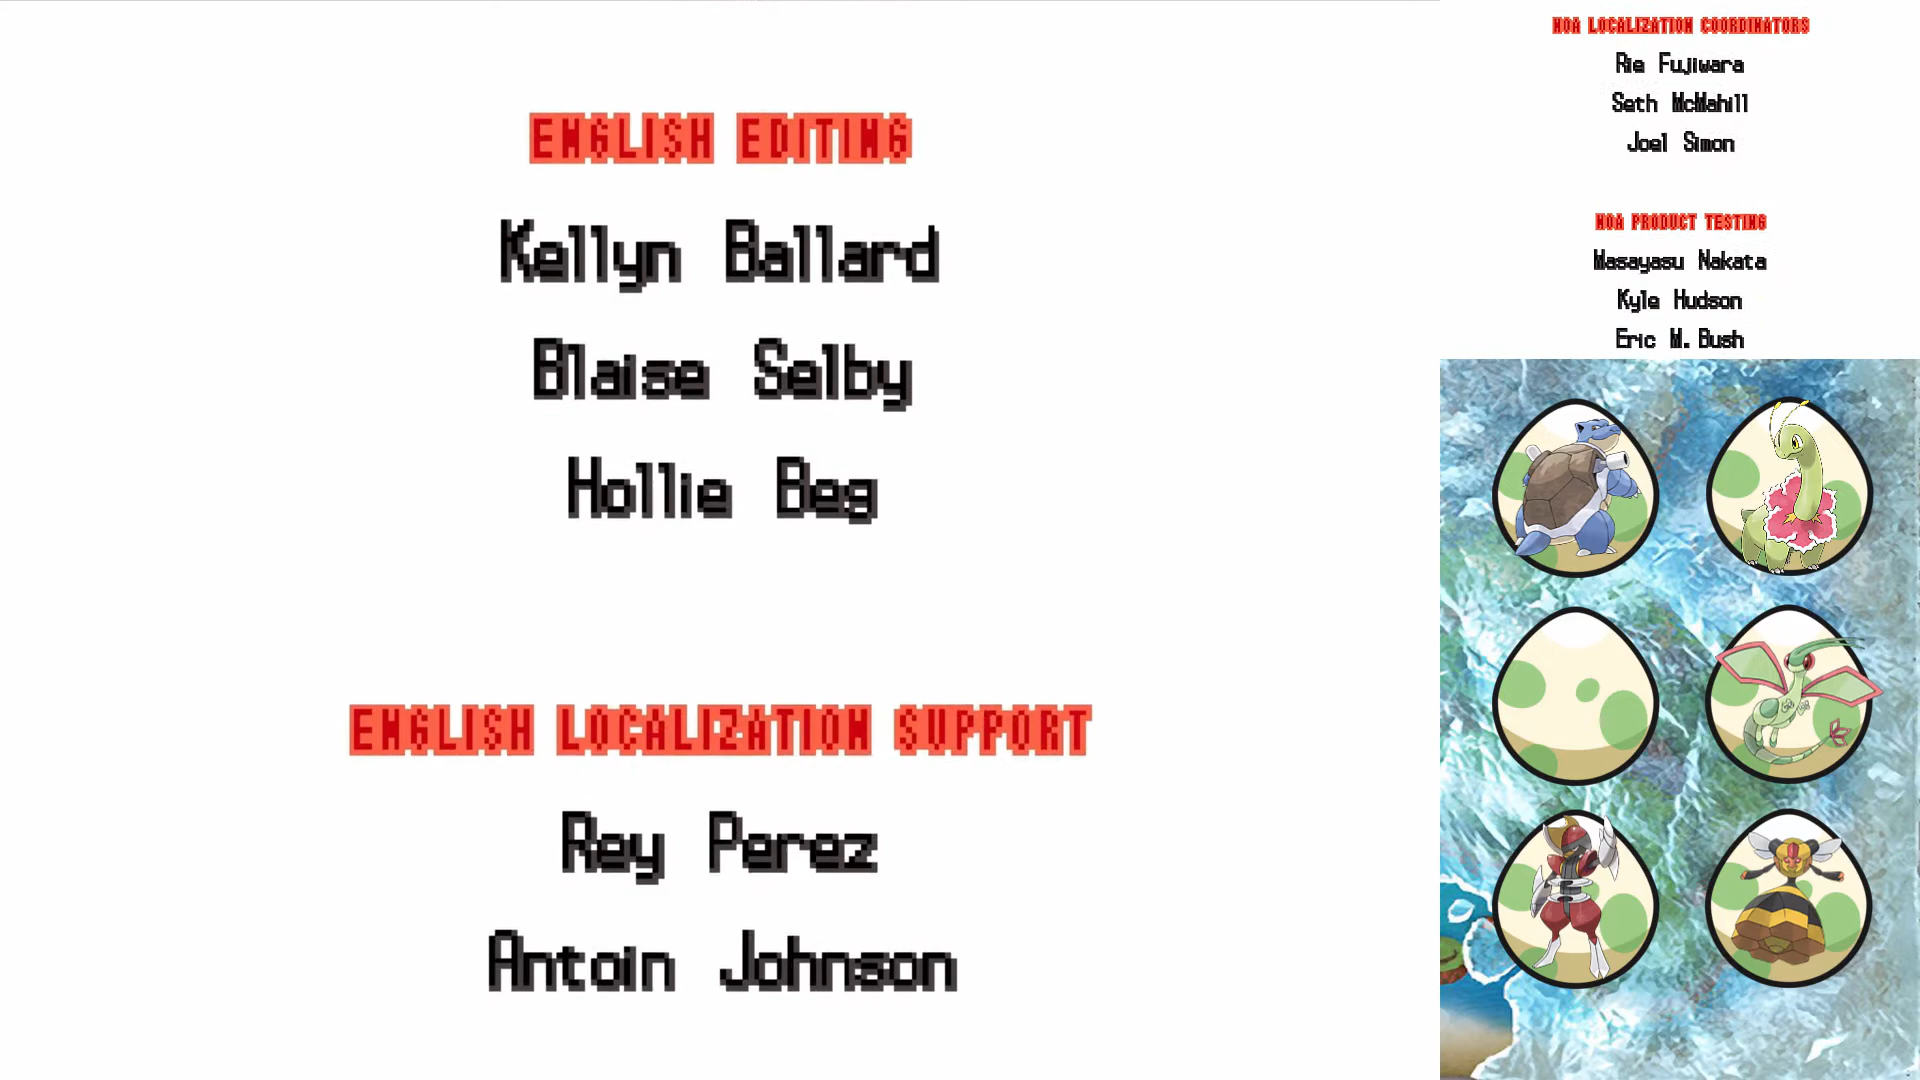 ENGLISH EDITING
Kellyn Ballard
Blaise Selby
Hollie Beg
ENGLISH LOCALIZATION SUPPORT
Rey Perez
Antoin Johnson
NOA LOCALIZATION COORDINATORS
Rie Fujiwara
Seth McMahill
Joel Simon
NOA PRODUCT TESTING
Masayasu Nakata
Kyle Hudson
Eric M. Bush